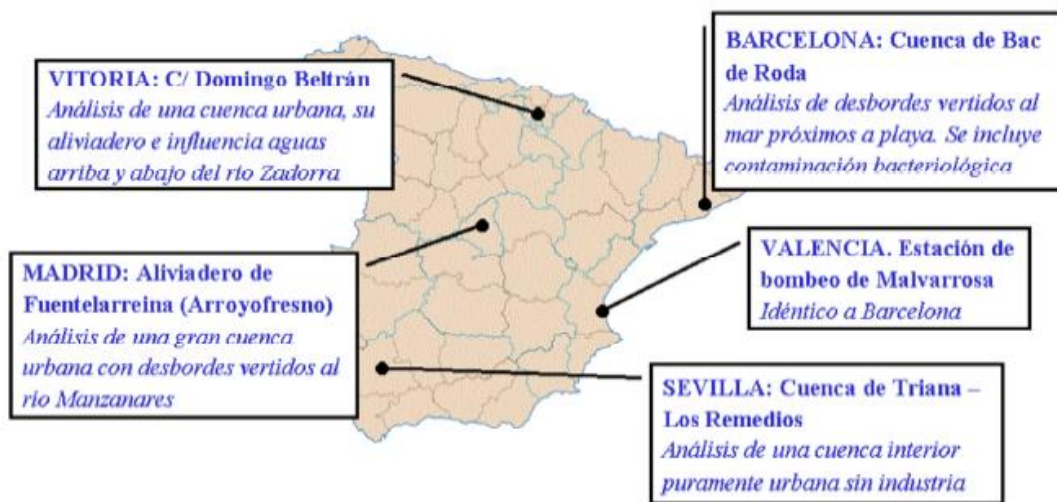 VITORIA: C/ Domingo Beltrán
Análisis de una cuenca urbana, su
aliviadero e influencia aguas
arriba y abajo del río Zadorra
BARCELONA: Cuenca de Bac
de Roda
Análisis de desbordes vertidos al
mar próximos a playa. Se incluye
contaminación bacteriológica
MADRID: Aliviadero de
Fuentelarreina (Arroyofresno)
Análisis de una gran cuenca
urbana con desbordes vertidos al
río Manzanares
VALENCIA. Estación de
bombeo de Malvarrosa
Idéntico a Barcelona
SEVILLA: Cuenca de Triana –
Los Remedios
Análisis de una cuenca interior
puramente urbana sin industria